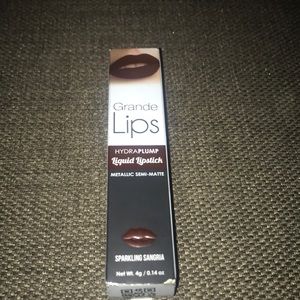 Grande
Lips
HYDRAPLUMP
Liquid Lipstick
METALLIC SEMI-MATTE
SPARKLING SANGRIA
Net Wt. 4g / 0.14 oz